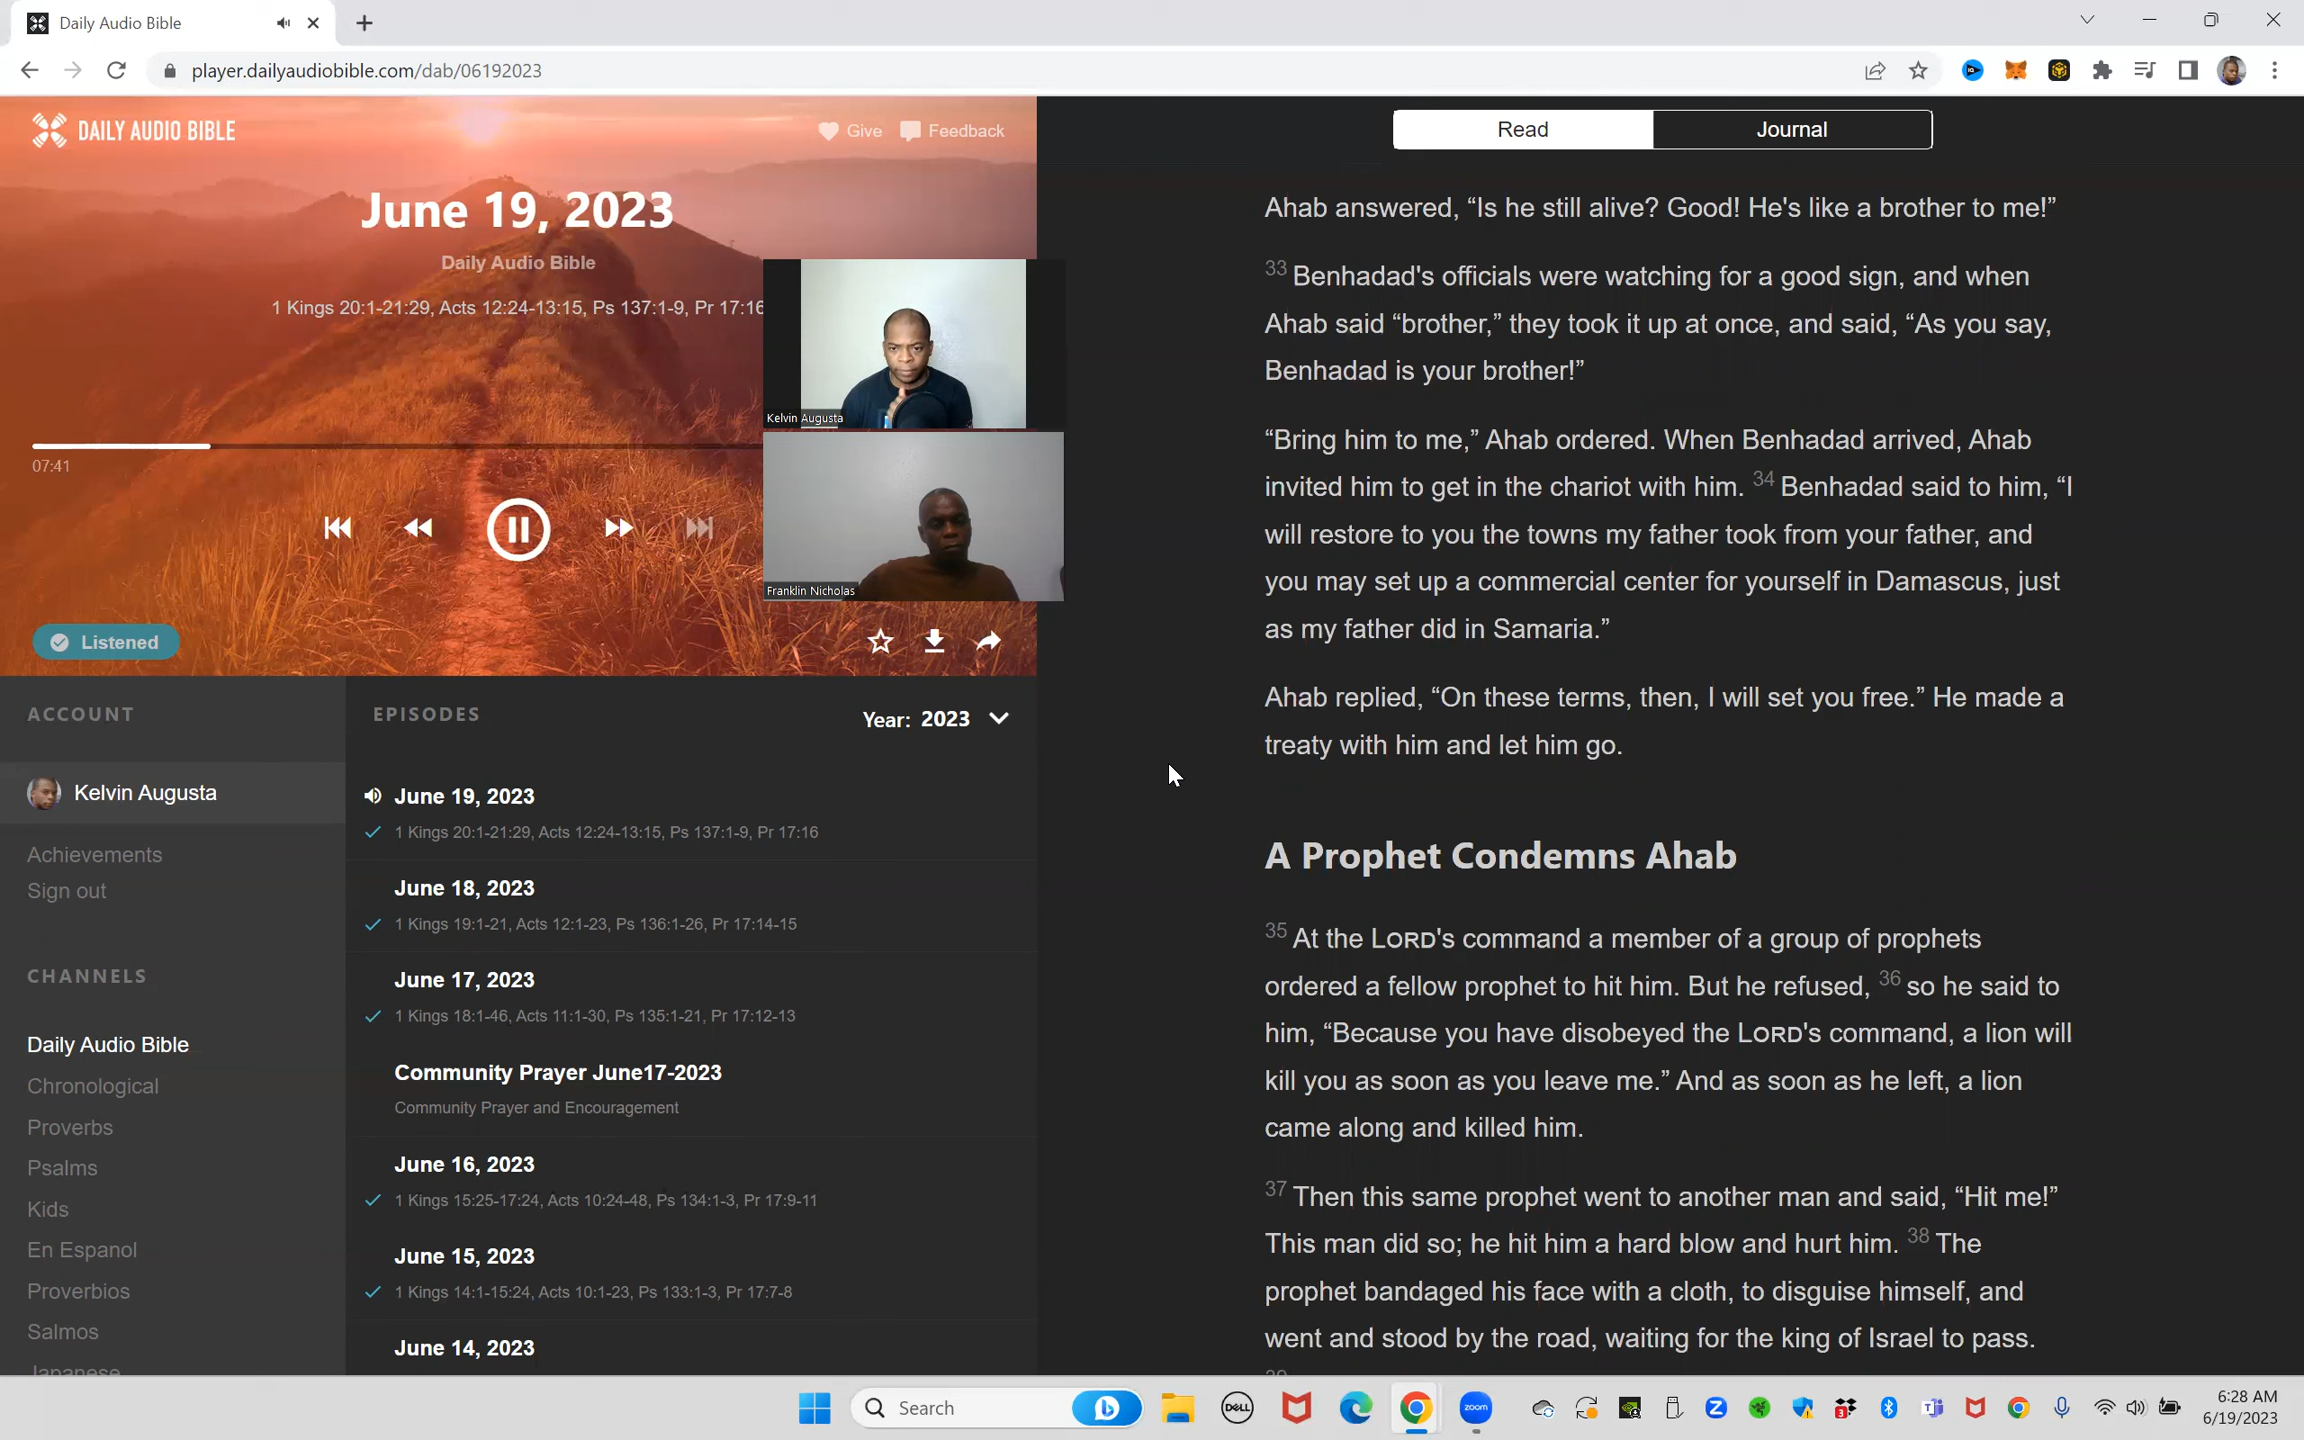 Daily Audio Bible
player.dailyaudiobible.com/dab/06192023
DAILY AUDIO BIBLE
Give
Feedback
June 19, 2023
Daily Audio Bible
1 Kings 20:1-21:29, Acts 12:24-13:15, Ps 137:1-9, Pr 17:16
Kelvin Augusta
07:41
Franklin Nicholas
Listened
ACCOUNT
Kelvin Augusta
Achievements
Sign out
CHANNELS
Daily Audio Bible
Chronological
Proverbs
Psalms
Kids
En Espanol
Proverbios
Salmos
Japanese
EPISODES
Year: 2023
June 19, 2023
1 Kings 20:1-21:29, Acts 12:24-13:15, Ps 137:1-9, Pr 17:16
June 18, 2023
1 Kings 19:1-21, Acts 12:1-23, Ps 136:1-26, Pr 17:14-15
June 17, 2023
1 Kings 18:1-46, Acts 11:1-30, Ps 135:1-21, Pr 17:12-13
Community Prayer June17-2023
Community Prayer and Encouragement
June 16, 2023
1 Kings 15:25-17:24, Acts 10:24-48, Ps 134:1-3, Pr 17:9-11
June 15, 2023
1 Kings 14:1-15:24, Acts 10:1-23, Ps 133:1-3, Pr 17:7-8
June 14, 2023
Read
Journal
Ahab answered, “Is he still alive? Good! He's like a brother to me!”
33 Benhadad's officials were watching for a good sign, and when
Ahab said “brother,” they took it up at once, and said, “As you say,
Benhadad is your brother!”
“Bring him to me,” Ahab ordered. When Benhadad arrived, Ahab
invited him to get in the chariot with him. 34 Benhadad said to him, “I
will restore to you the towns my father took from your father, and
you may set up a commercial center for yourself in Damascus, just
as my father did in Samaria.”
Ahab replied, “On these terms, then, I will set you free.” He made a
treaty with him and let him go.
A Prophet Condemns Ahab
35 At the LORD's command a member of a group of prophets
ordered a fellow prophet to hit him. But he refused, 36 so he said to
him, “Because you have disobeyed the LORD's command, a lion will
kill you as soon as you leave me.” And as soon as he left, a lion
came along and killed him.
37 Then this same prophet went to another man and said, “Hit me!”
This man did so; he hit him a hard blow and hurt him. 38 The
prophet bandaged his face with a cloth, to disguise himself, and
went and stood by the road, waiting for the king of Israel to pass.
Search
DELL
zoom
3
6:28 AM
6/19/2023